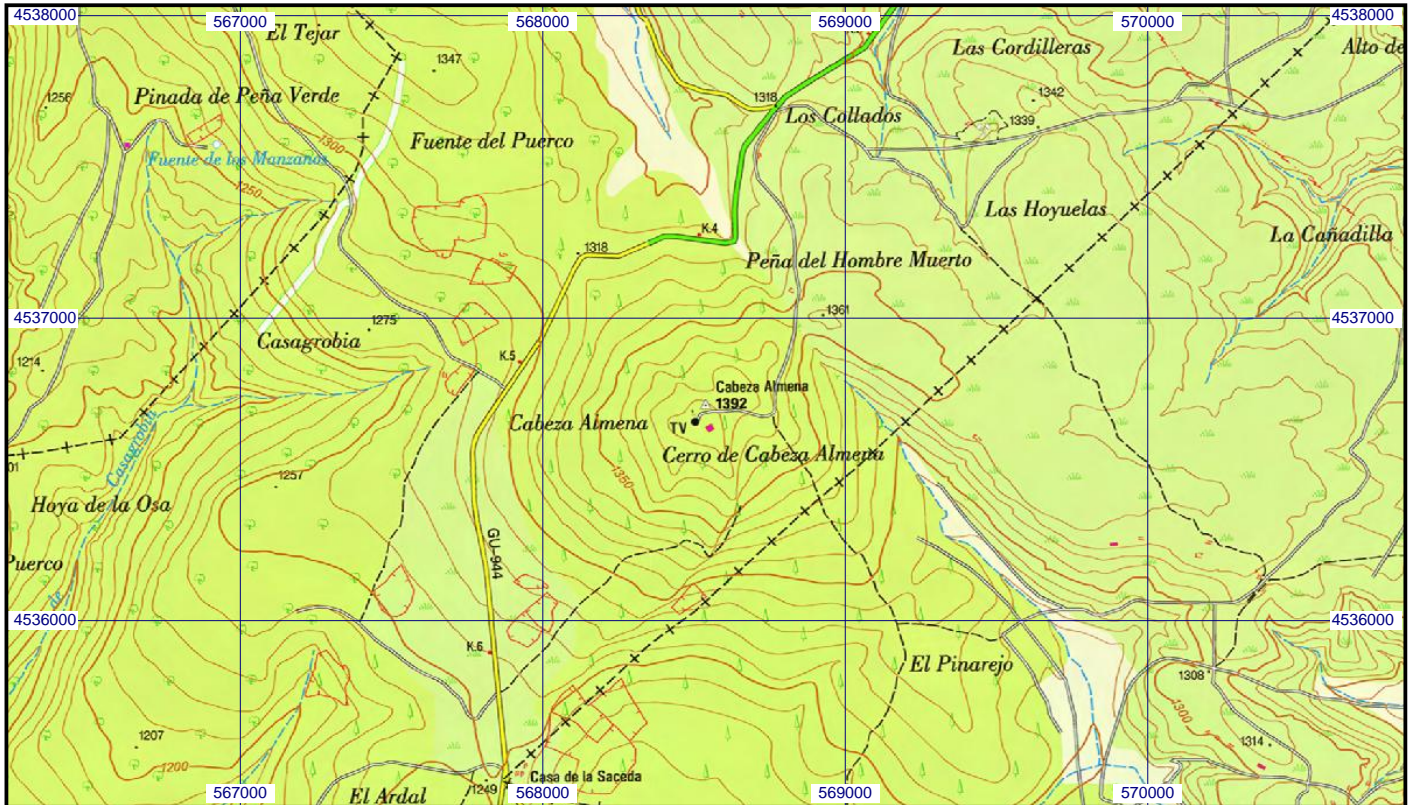 4538000
567000
568000
569000
570000
4538000
El Tejar
1347
Las Cordilleras
Alto de
1256
Pinada de Peña Verde
1318
1342
Los Collados
1339
1300
Fuente del Puerco
Fuente de los Manzanos
1250
Las Hoyuelas
K.4
La Cañadilla
1318
Peña del Hombre Muerto
4537000
1361
4537000
1275
Casagrobia
K.5
1214
Cabeza Almena
1392
Cabeza Almena
TV
Cerro de Cabeza Almena
Casagrobia
01
1350
1257
Hoya de la Osa
GU-944
Puerco
de
4536000
4536000
K.6
El Pinarejo
1308
1300
1207
1314
1200
Casa de la Saceda
1249
567000
568000
569000
570000
El Ardal